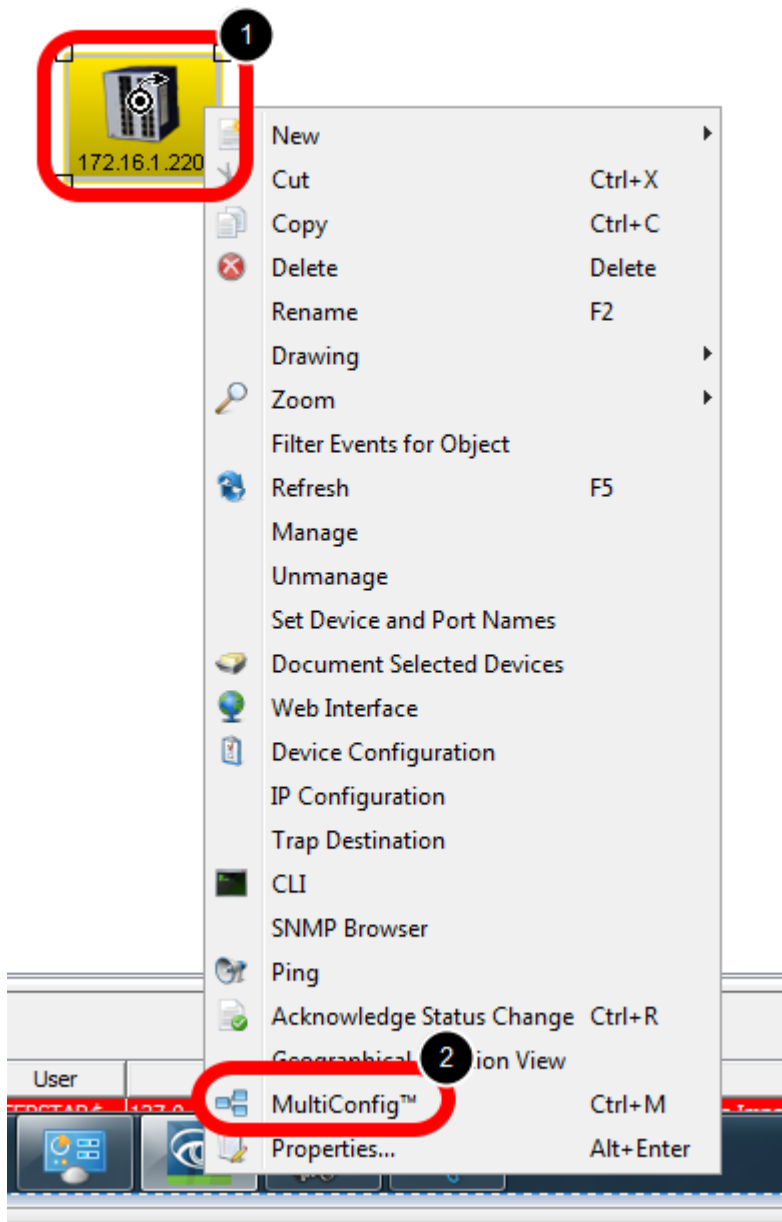 1
172.16.1.220
New
Cut Ctrl+X
Copy Ctrl+C
Delete Delete
Rename F2
Drawing
Zoom
Filter Events for Object
Refresh F5
Manage
Unmanage
Set Device and Port Names
Document Selected Devices
Web Interface
Device Configuration
IP Configuration
Trap Destination
CLI
SNMP Browser
Ping
Acknowledge Status Change Ctrl+R
2
View
User
MultiConfig™ Ctrl+M
Properties... Alt+Enter